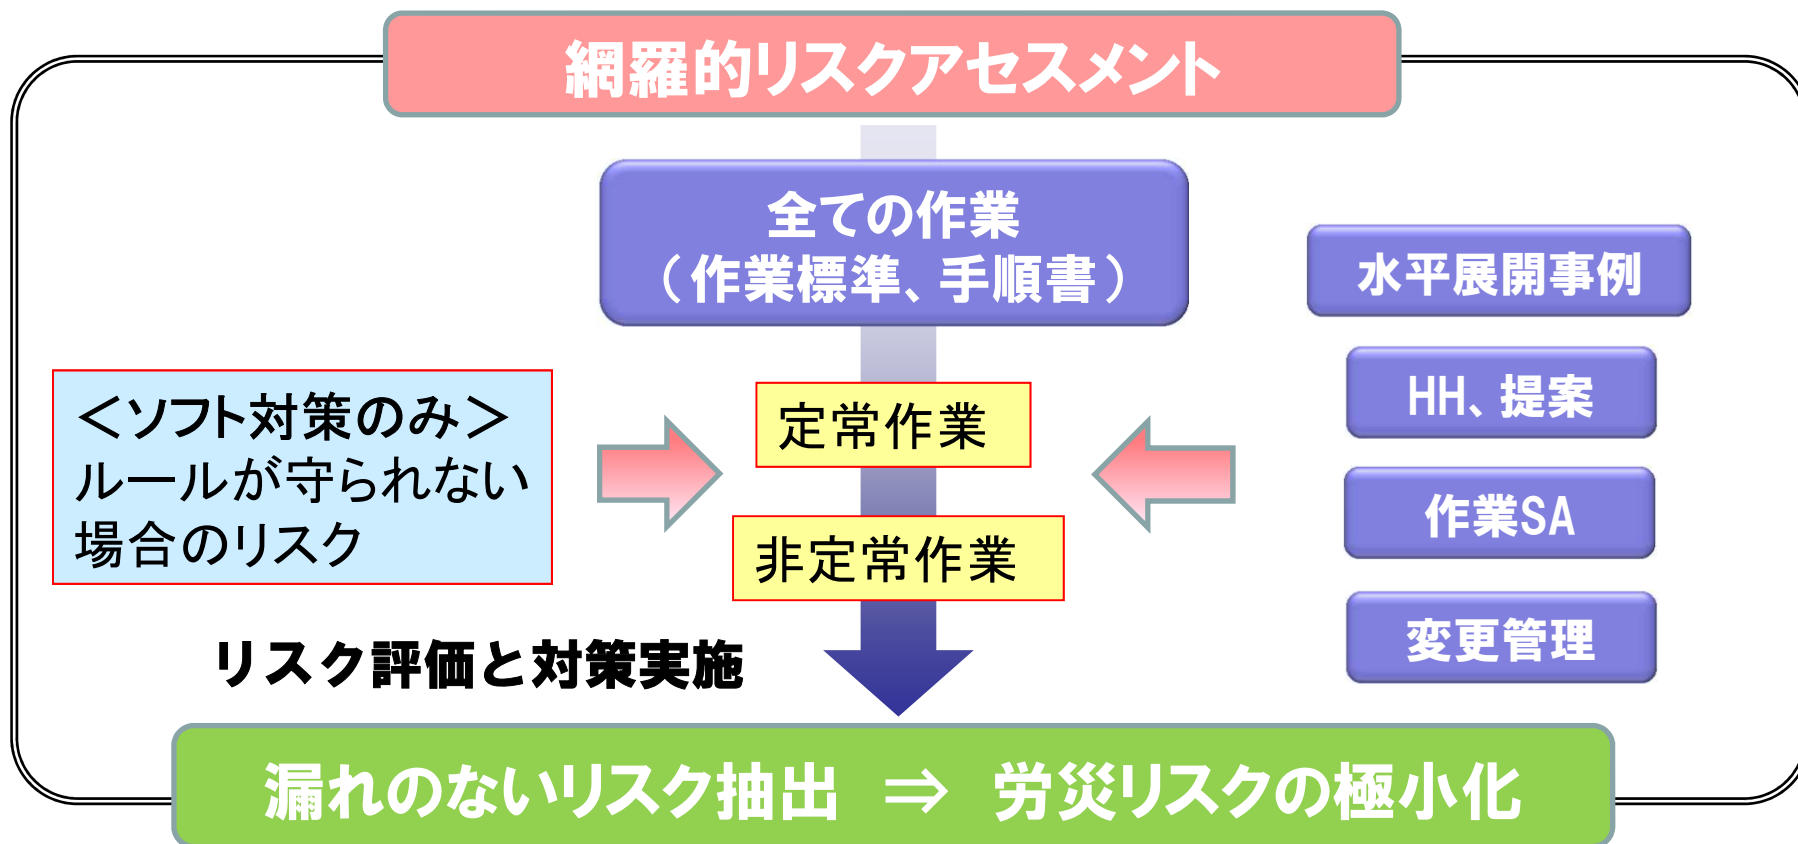 網羅的リスクアセスメント
全ての作業
（作業標準、手順書）
水平展開事例
HH、提案
作業SA
変更管理
＜ソフト対策のみ＞
ルールが守られない
場合のリスク
定常作業
非定常作業
リスク評価と対策実施
漏れのないリスク抽出　⇒　労災リスクの極小化